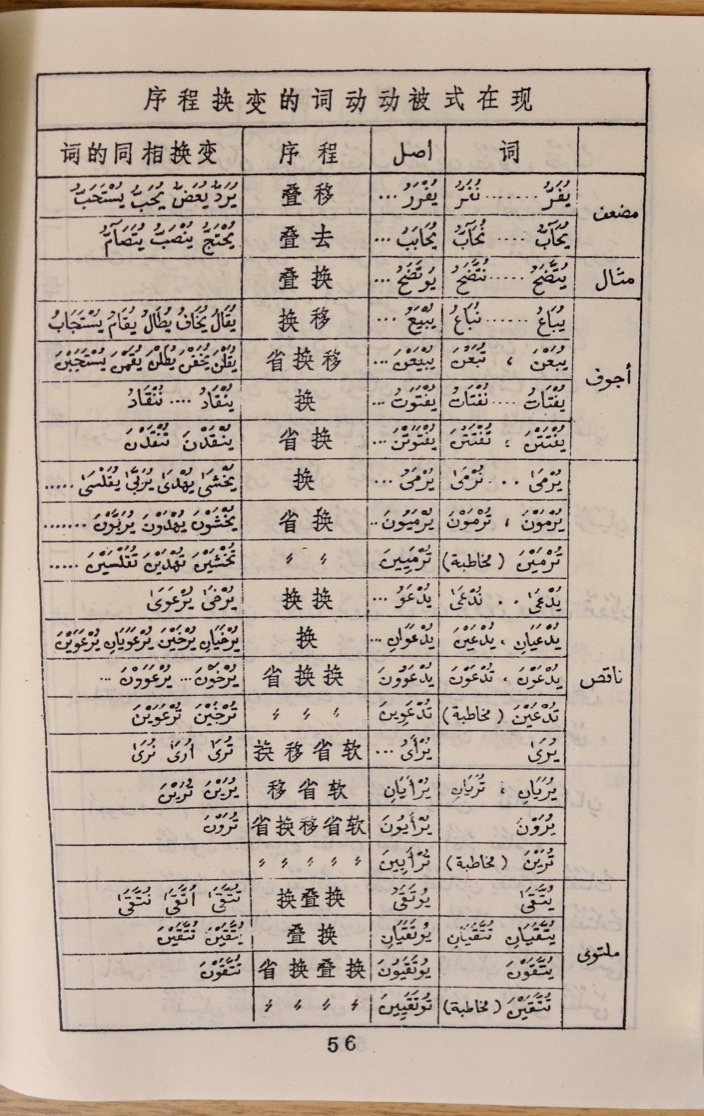 现在式被动动词的变换程序
词 أصل 程序 变换相同的词
مضعف يُفَرُّ ....... نُفَرُّ يُفْرَرُ ... 移叠 يُرَدُّ يُعَضُّ يُحَبُّ يُسْتَحَبُّ
يُحَابُّ .... نُحَابُّ يُحَابَبُ ... 去叠 يُحْتَجُّ يُنْصَبُّ يُتَصَامُّ
مثال يُتَّضَحُ ..... نُتَّضَحُ يُوتَضَحُ ... 换叠
أجوف يُبَاعُ ...... نُبَاعُ يُبْيَعُ ... 移换 يُقَالُ يُخَافُ يُطَالُ يُقَامُ يُسْتَجَابُ
يُبَعْنَ ، تُبَعْنَ يُبْيَعْنَ ... 移换省 يُقَلْنَ يُخَفْنَ يُطَلْنَ يُقَمْنَ يُسْتَجَبْنَ
يُفْتَاتُ .... نُفْتَاتُ يُفْتَوَتُ ... 换 يُنْقَادُ .... نُنْقَادُ
يُفْتَتْنَ ، تُفْتَتْنَ يُفْتَوَتْنَ ... 换省 يُنْقَدْنَ تُنْقَدْنَ
ناقص يُرْمَىٰ . . . نُرْمَىٰ يُرْمَىُ ... 换 يُخْشَىٰ يُهْدَىٰ يُرَبَّىٰ يُقَلْسَىٰ .....
يُرْمَوْنَ ، تُرْمَوْنَ يُرْمَيُونَ .. 换省 يُخْشَوْنَ يُهْدَوْنَ يُرَبَّوْنَ .......
تُرْمَيْنَ (مخاطبة) تُرْمَيِينَ 〃 〃 تُخْشَيْنَ تُهْدَيْنَ تُقَلْسَيْنَ .....
يُدْعَىٰ . . نُدْعَىٰ يُدْعَوُ ... 换换 يُرْجَىٰ يُرْعَوَىٰ
يُدْعَيَانِ ، يُدْعَيْنَ يُدْعَوَانِ ... 换 يُرْجَيَانِ يُرْجَيْنَ يُرْعَوَيَانِ يُرْعَوَيْنَ
يُدْعَوْنَ ، تُدْعَوْنَ يُدْعَوُونَ 换换省 يُرْجَوْنَ ... يُرْعَوَوْنَ ...
تُدْعَيْنَ (مخاطبة) تُدْعَوِينَ 〃 〃 〃 تُرْجَيْنَ تُرْعَوَيْنَ
يُرَىٰ يُرْأَىُ ... 软省移换 تُرَىٰ أُرَىٰ نُرَىٰ
يُرَيَانِ ، تُرَيَانِ يُرْأَيَانِ 软省移 يُرَيْنَ تُرَيْنَ
يُرَوْنَ يُرْأَيُونَ 软省移换省 تُرَوْنَ
تُرَيْنَ (مخاطبة) تُرْأَيِينَ 〃 〃 〃 〃 〃
ملتوى يُتَّقَىٰ يُوتَقَىُ 换叠换 تُتَّقَىٰ أُتَّقَىٰ نُتَّقَىٰ
يُتَّقَيَانِ تُتَّقَيَانِ يُوتَقَيَانِ 换叠 يُتَّقَيْنَ تُتَّقَيْنَ
يُتَّقَوْنَ يُوتَقَيُونَ 换叠换省 تُتَّقَوْنَ
تُتَّقَيْنَ (مخاطبة) تُوتَقَيِينَ 〃 〃 〃 〃
56